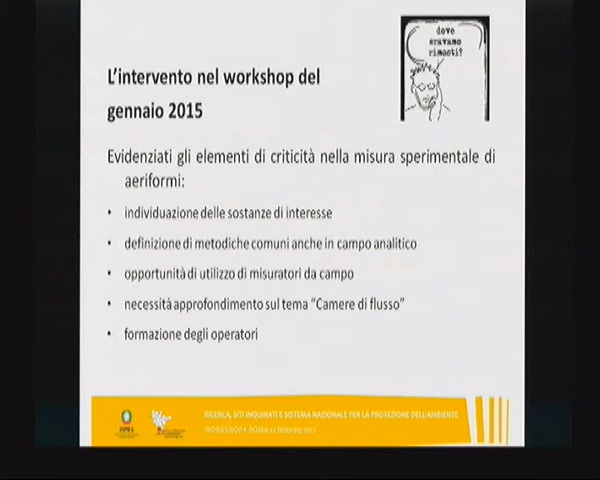 dove
eravamo
rimasti?
L'intervento nel workshop del
gennaio 2015
Evidenziati gli elementi di criticità nella misura sperimentale di
aeriformi:
• individuazione delle sostanze di interesse
• definizione di metodiche comuni anche in campo analitico
• opportunità di utilizzo di misuratori da campo
• necessità approfondimento sul tema "Camere di flusso"
• formazione degli operatori
RICERCA, SITI INQUINATI E SISTEMA NAZIONALE PER LA PROTEZIONE DELL'AMBIENTE
WORKSHOP • ROMA
ISPRA